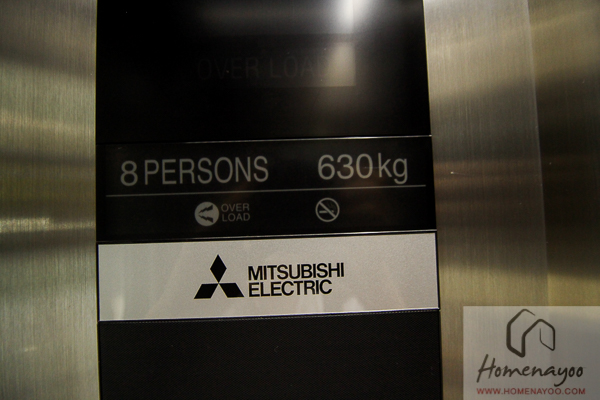 OVER LOAD
8 PERSONS 630kg
OVER
LOAD
MITSUBISHI
ELECTRIC
Homenayoo
WWW.HOMENAYOO.COM